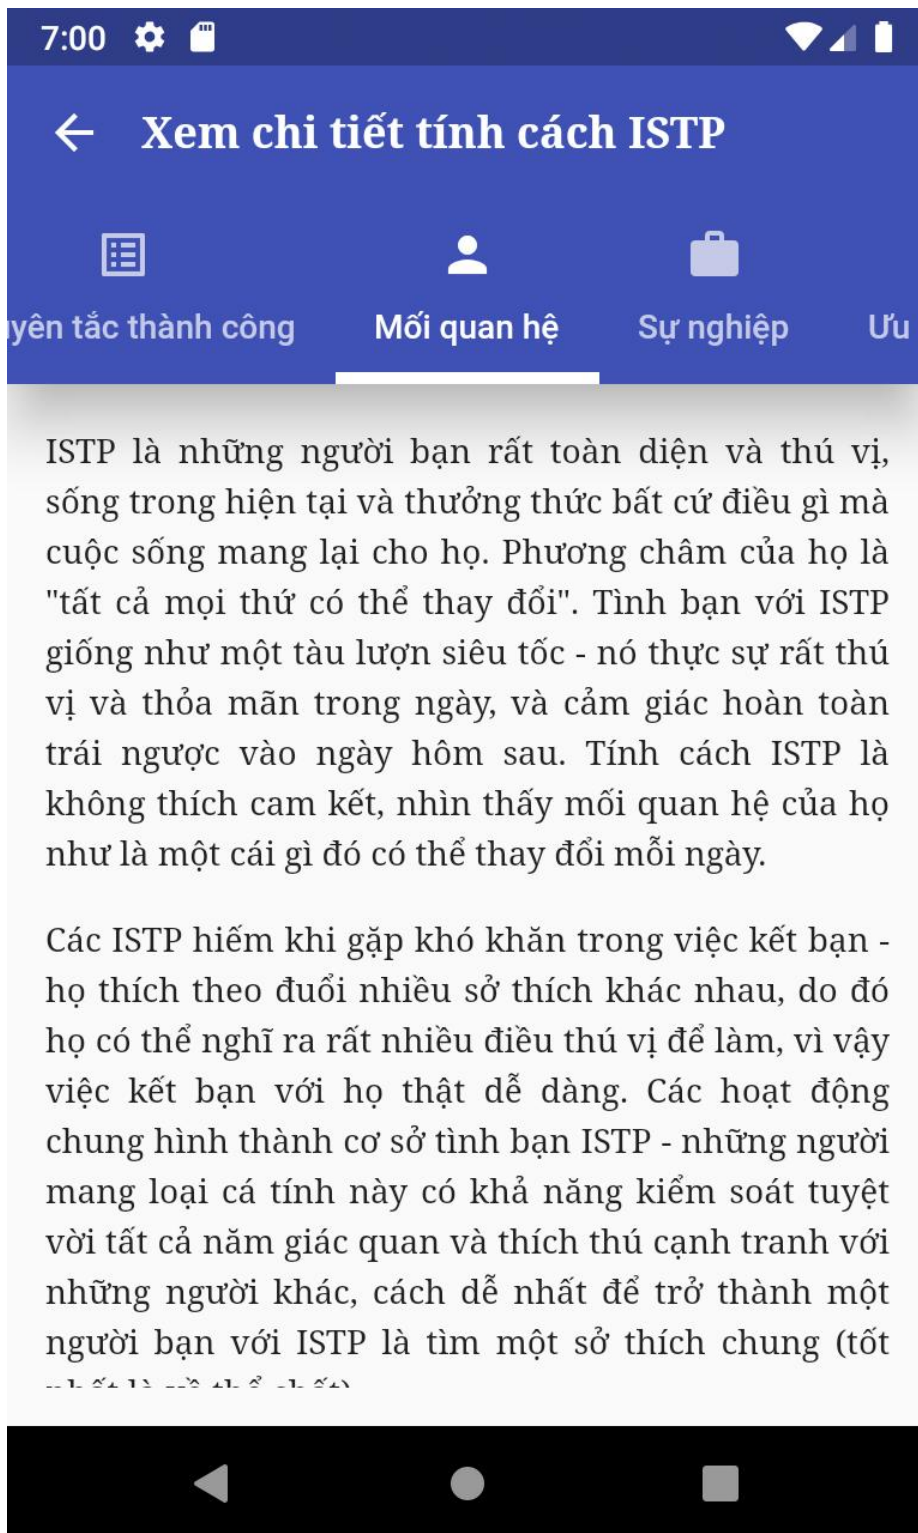 7:00
Xem chi tiết tính cách ISTP
yên tắc thành công Mối quan hệ Sự nghiệp Ưu
ISTP là những người bạn rất toàn diện và thú vị,
sống trong hiện tại và thưởng thức bất cứ điều gì mà
cuộc sống mang lại cho họ. Phương châm của họ là
"tất cả mọi thứ có thể thay đổi". Tình bạn với ISTP
giống như một tàu lượn siêu tốc - nó thực sự rất thú
vị và thỏa mãn trong ngày, và cảm giác hoàn toàn
trái ngược vào ngày hôm sau. Tính cách ISTP là
không thích cam kết, nhìn thấy mối quan hệ của họ
như là một cái gì đó có thể thay đổi mỗi ngày.
Các ISTP hiếm khi gặp khó khăn trong việc kết bạn -
họ thích theo đuổi nhiều sở thích khác nhau, do đó
họ có thể nghĩ ra rất nhiều điều thú vị để làm, vì vậy
việc kết bạn với họ thật dễ dàng. Các hoạt động
chung hình thành cơ sở tình bạn ISTP - những người
mang loại cá tính này có khả năng kiểm soát tuyệt
vời tất cả năm giác quan và thích thú cạnh tranh với
những người khác, cách dễ nhất để trở thành một
người bạn với ISTP là tìm một sở thích chung (tốt